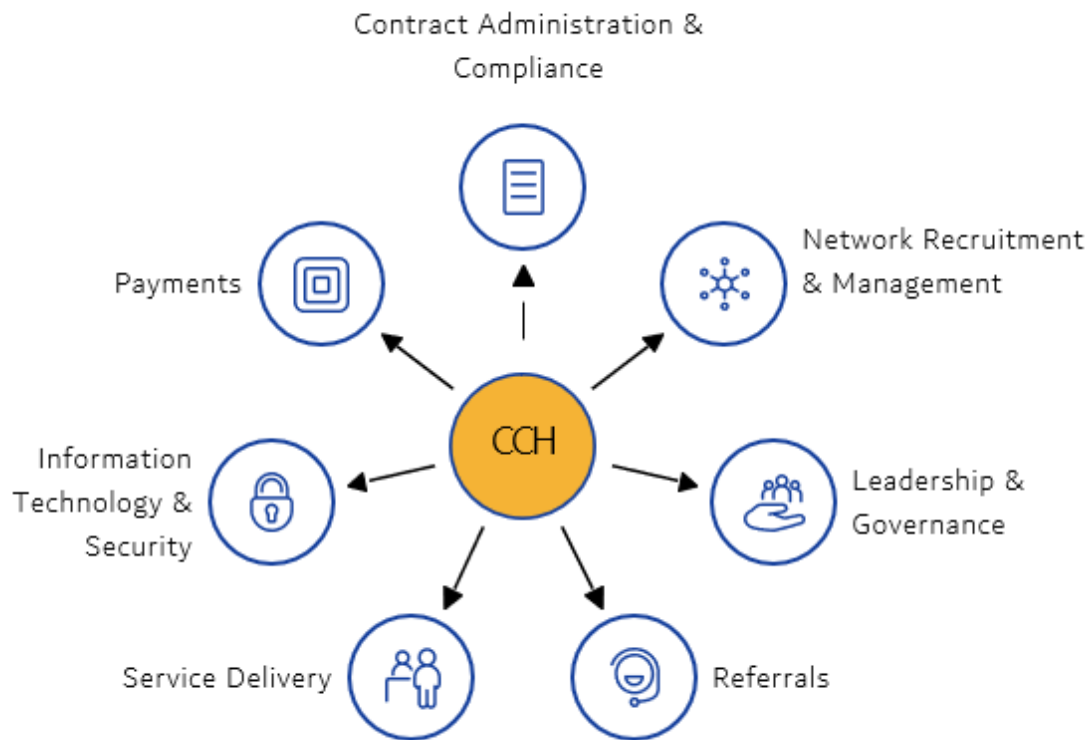 Contract Administration &
Compliance
Network Recruitment
& Management
Payments
CCH
Information
Technology &
Security
Leadership &
Governance
Service Delivery
Referrals